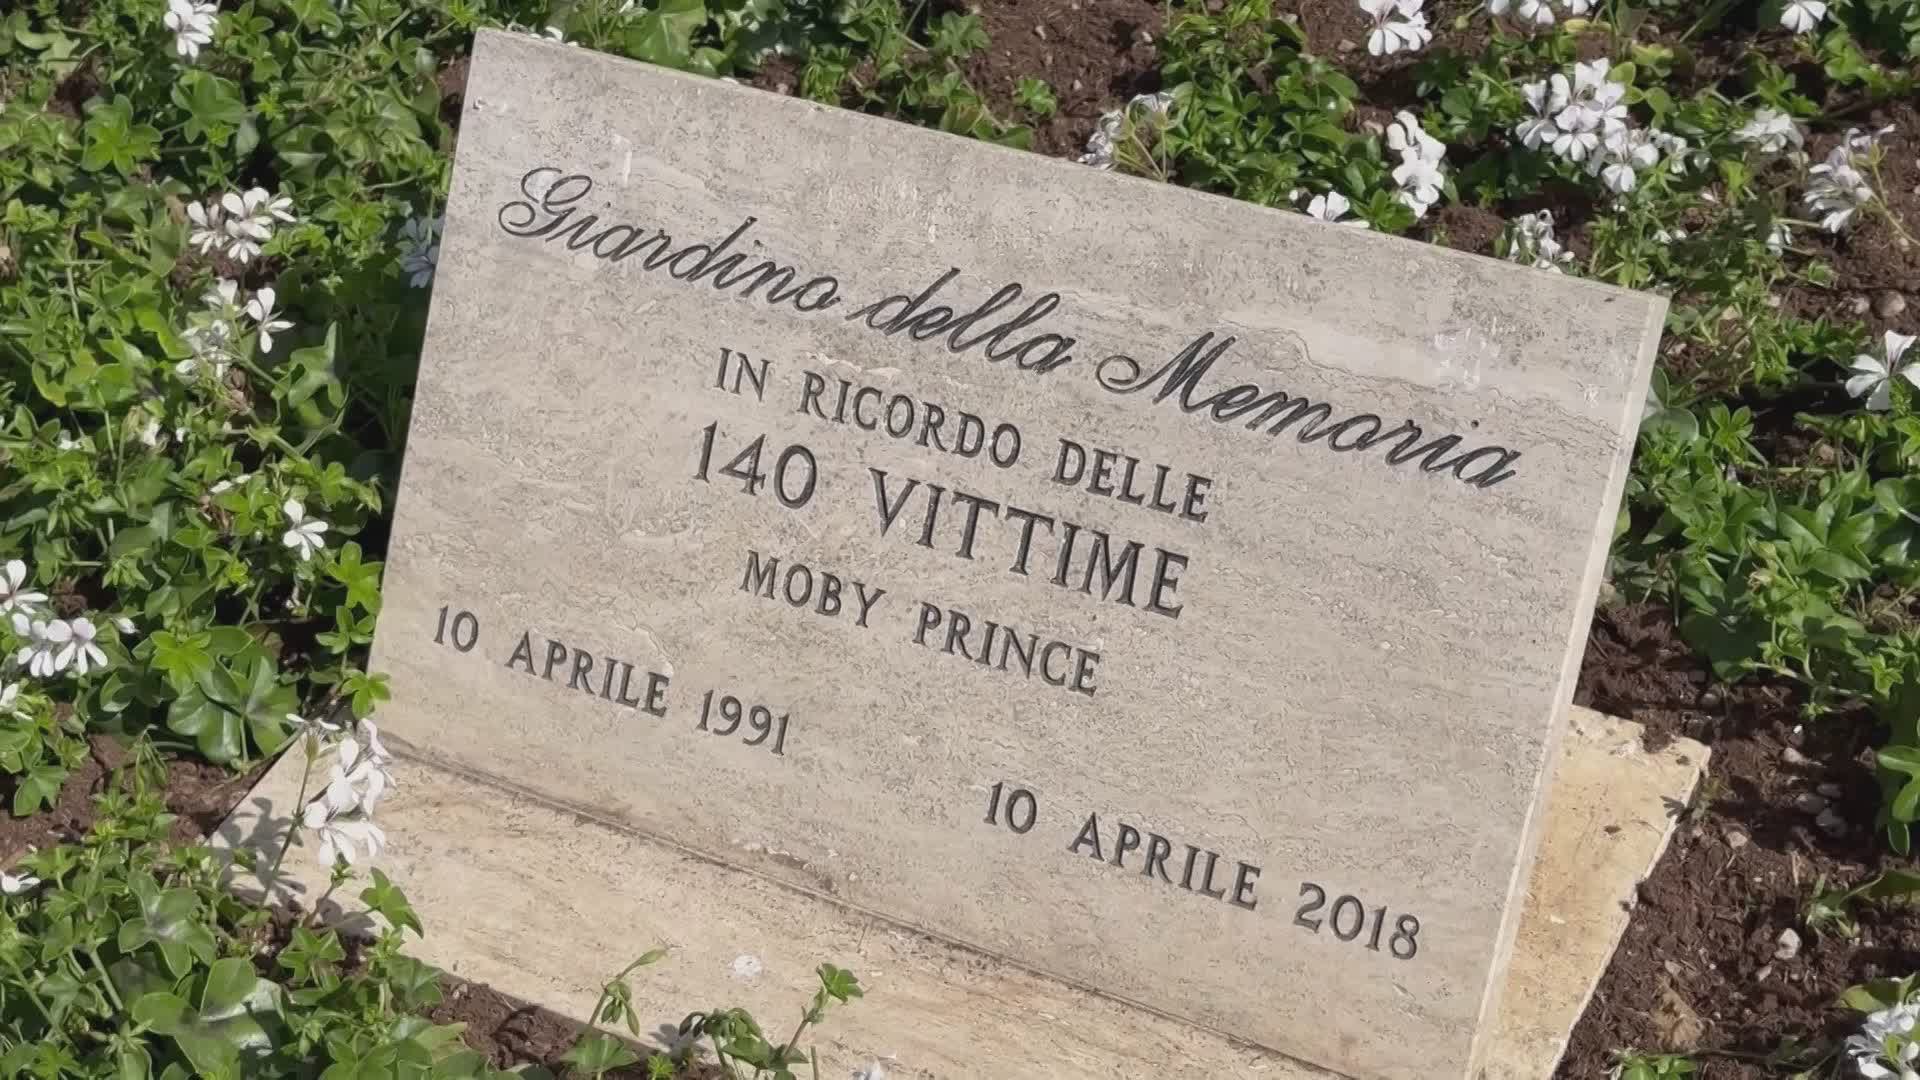 Giardino della Memoria
IN RICORDO DELLE
140 VITTIME
MOBY PRINCE
10 APRILE 1991
10 APRILE 2018